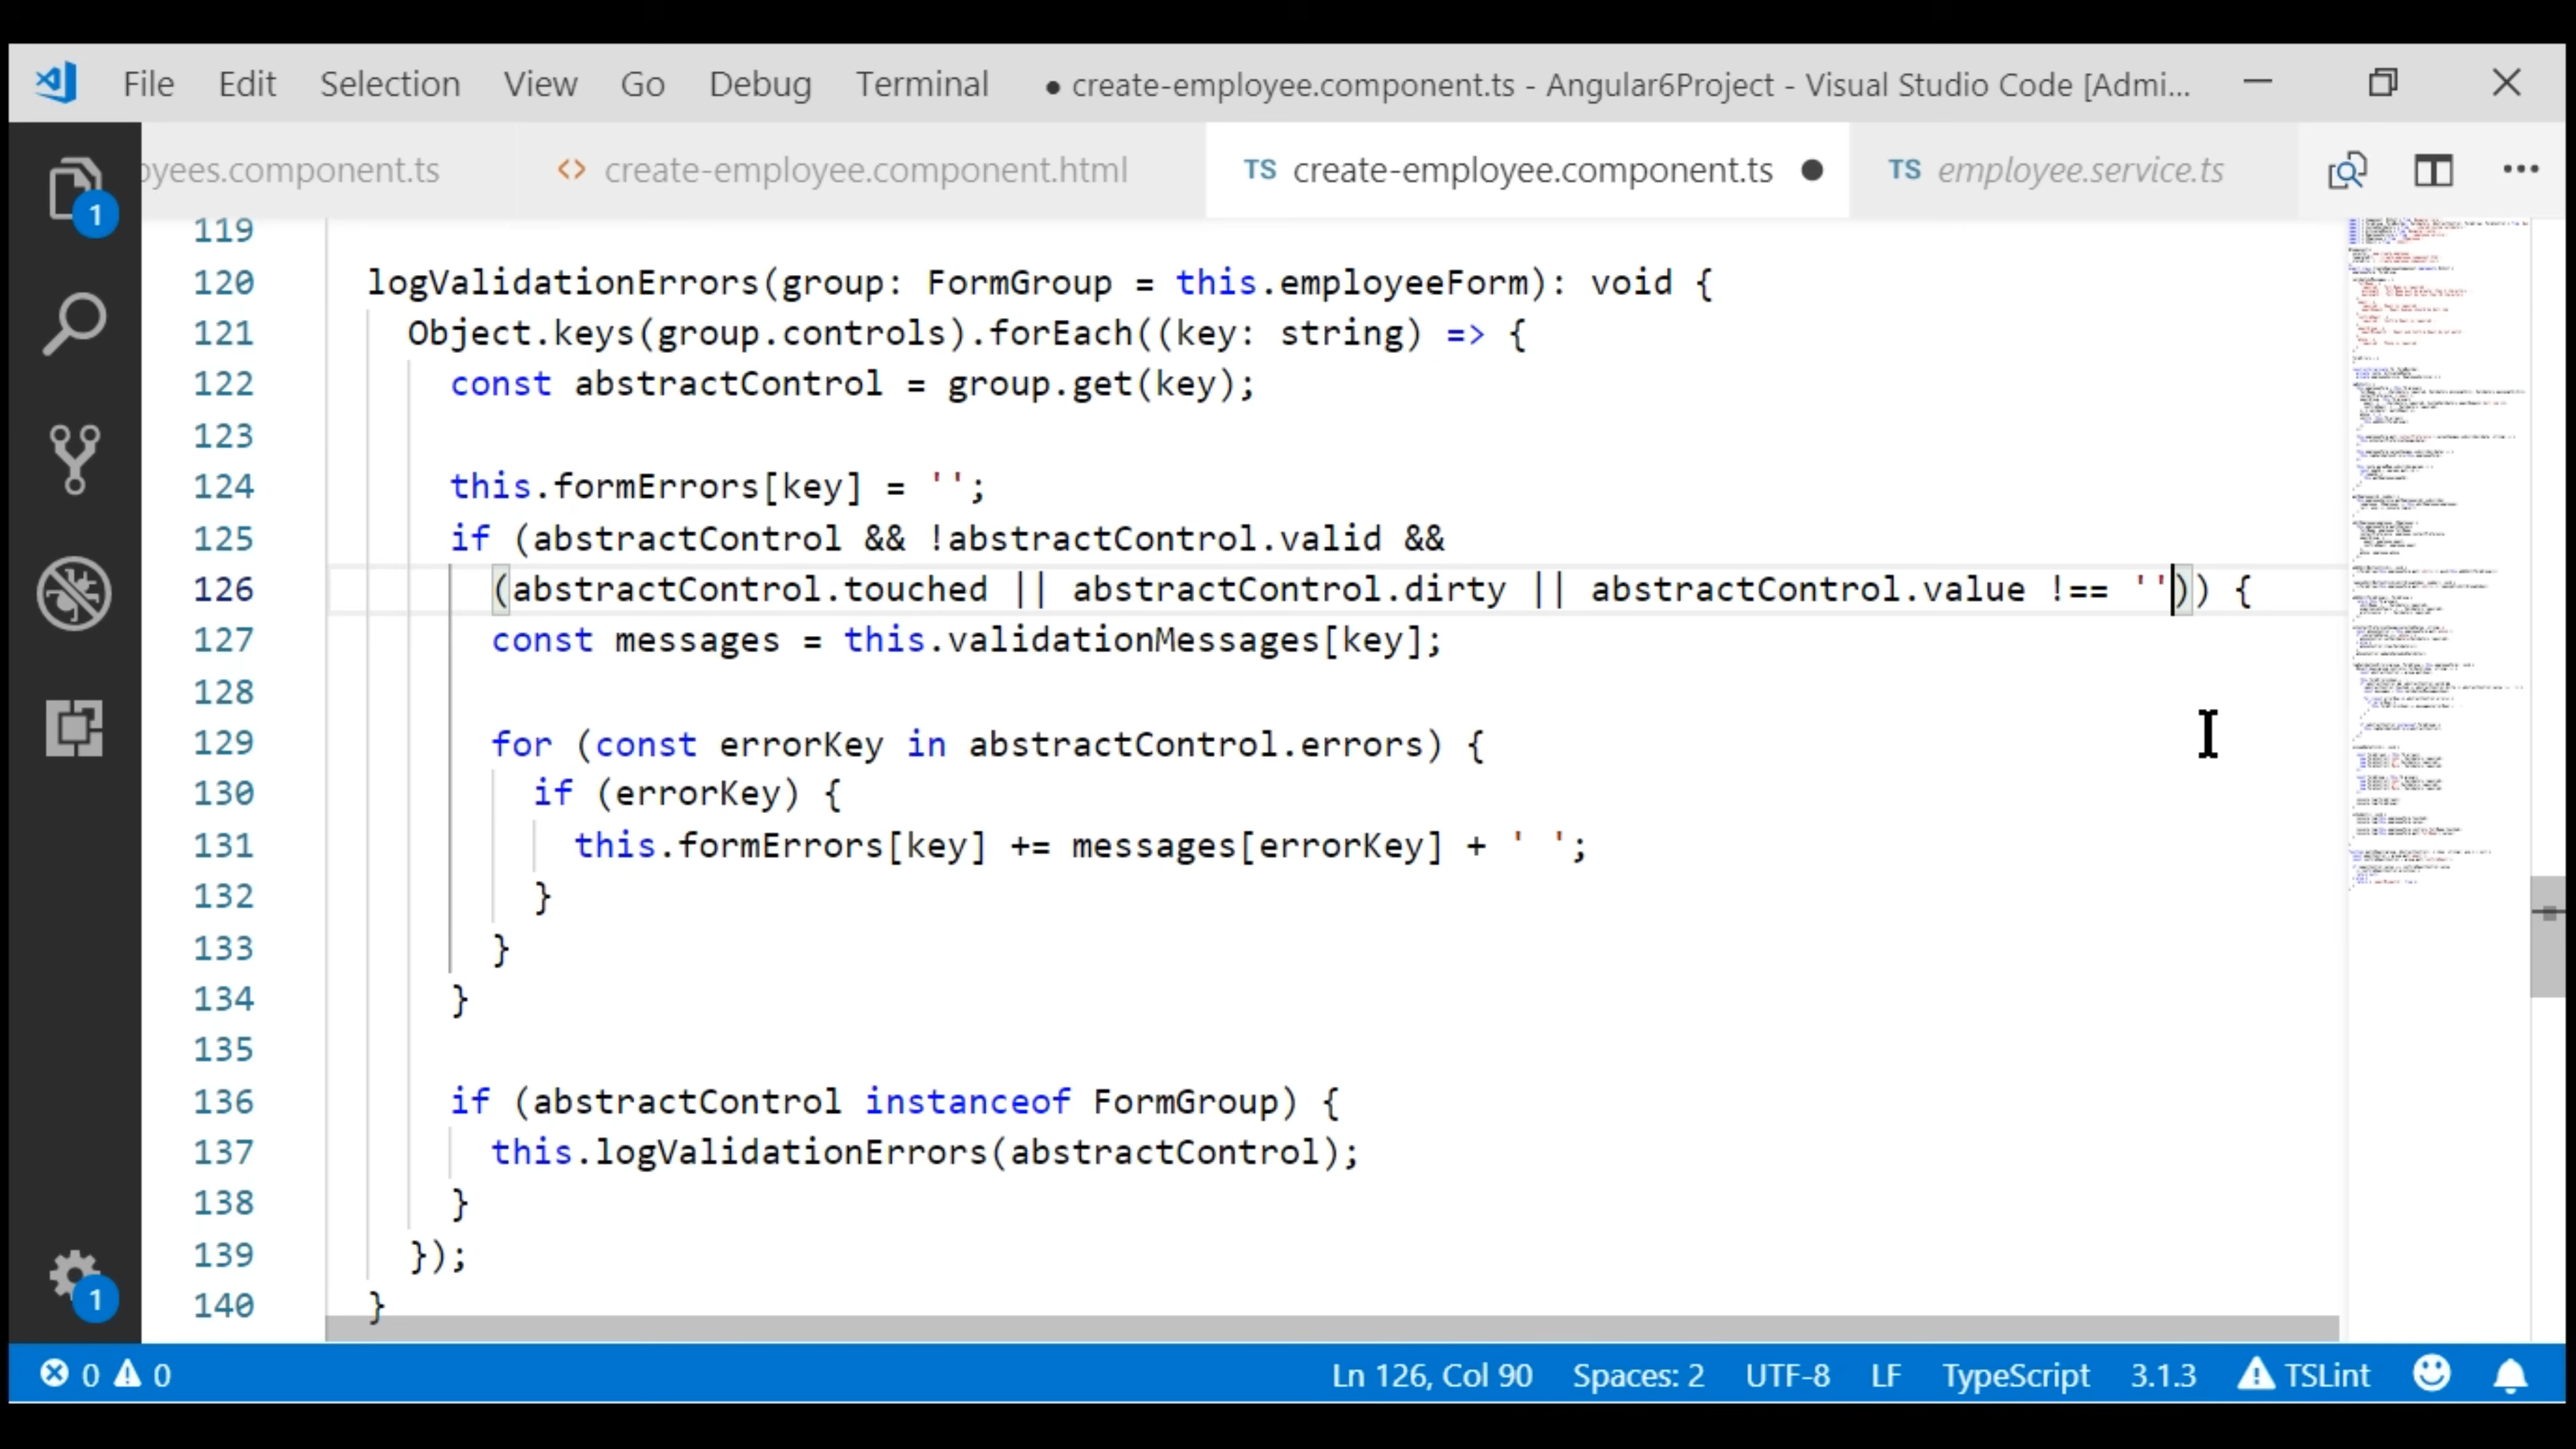 File Edit Selection View Go Debug Terminal ● create-employee.component.ts - Angular6Project - Visual Studio Code [Admi...
oyees.component.ts <> create-employee.component.html TS create-employee.component.ts ● TS employee.service.ts ...
1
119
120 logValidationErrors(group: FormGroup = this.employeeForm): void {
121 Object.keys(group.controls).forEach((key: string) => {
122 const abstractControl = group.get(key);
123
124 this.formErrors[key] = '';
125 if (abstractControl && !abstractControl.valid &&
126 (abstractControl.touched || abstractControl.dirty || abstractControl.value !== '')) {
127 const messages = this.validationMessages[key];
128
129 for (const errorKey in abstractControl.errors) {
130 if (errorKey) {
131 this.formErrors[key] += messages[errorKey] + ' ';
132 }
133 }
134 }
135
136 if (abstractControl instanceof FormGroup) {
137 this.logValidationErrors(abstractControl);
138 }
139 });
140 }
1
0 0 Ln 126, Col 90 Spaces: 2 UTF-8 LF TypeScript 3.1.3 TSLint